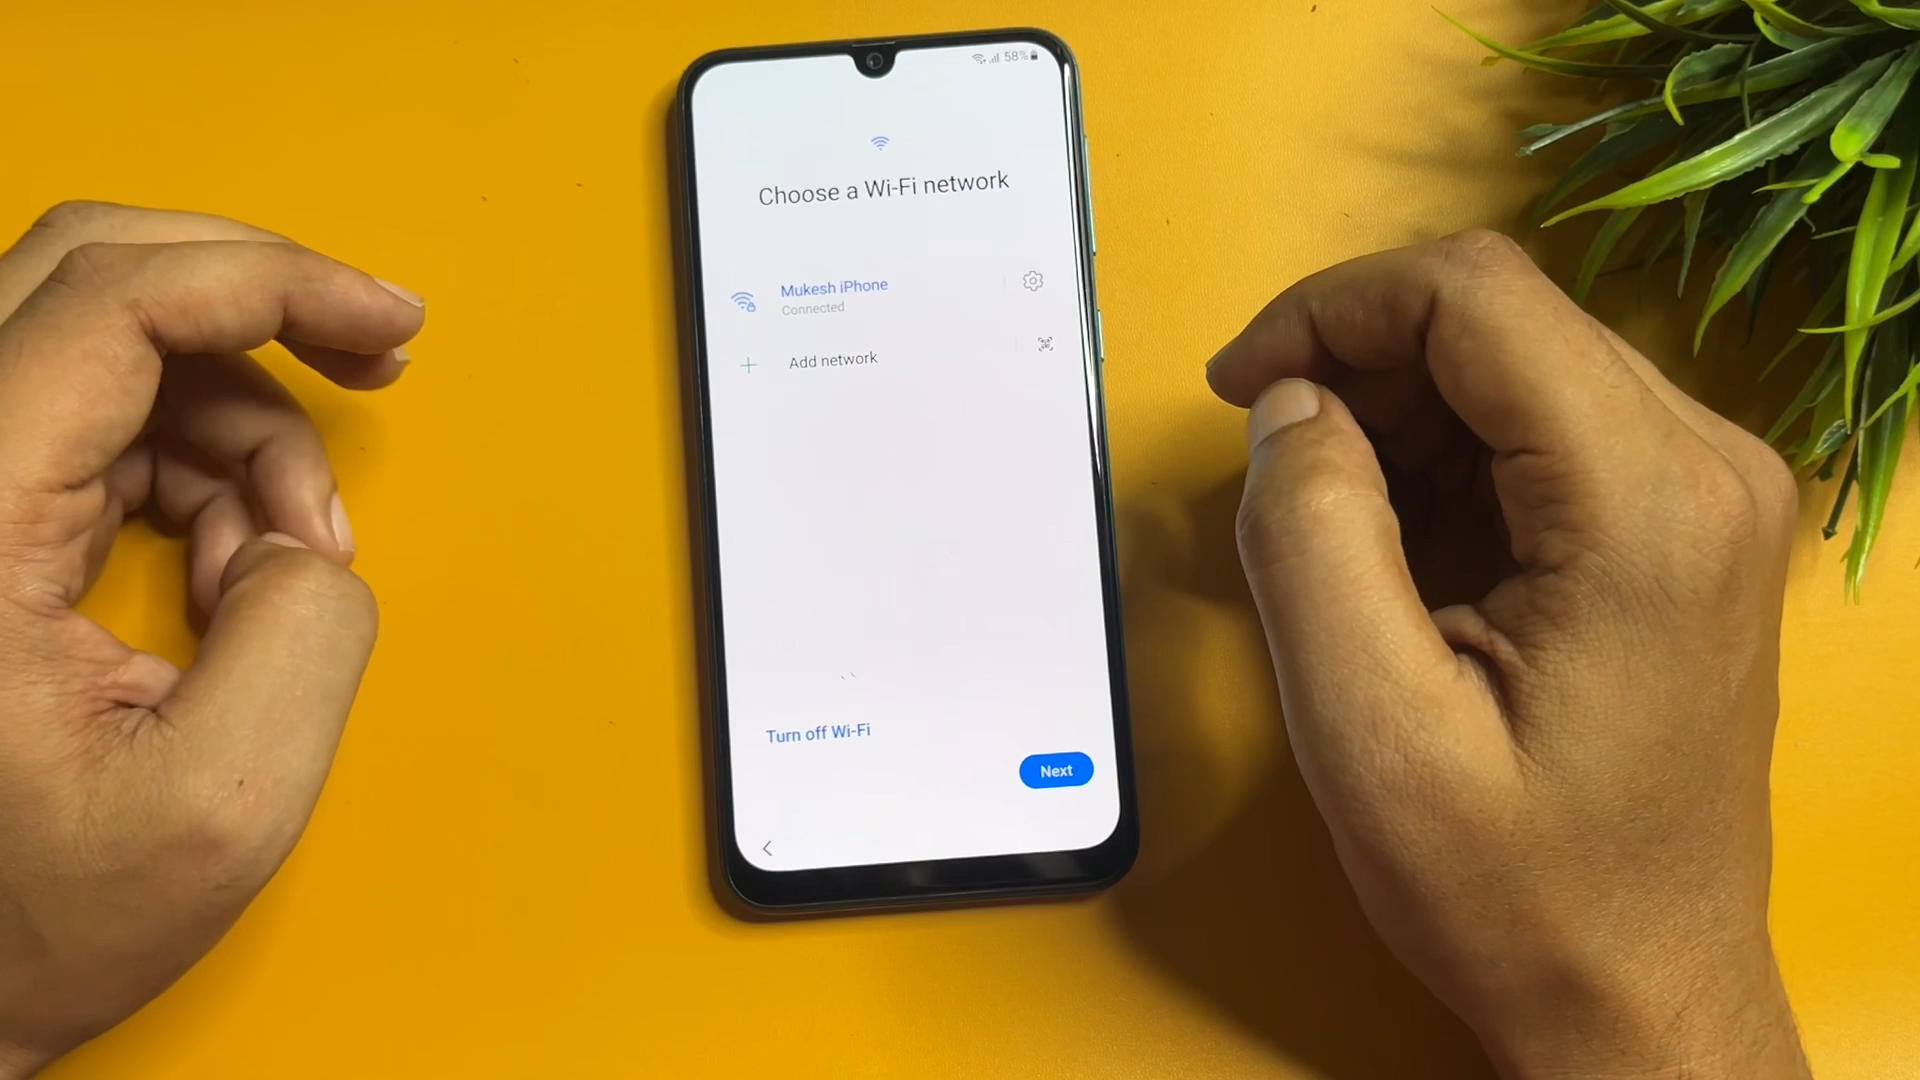 58%
Choose a Wi-Fi network
Mukesh iPhone
Connected
Add network
Turn off Wi-Fi
Next